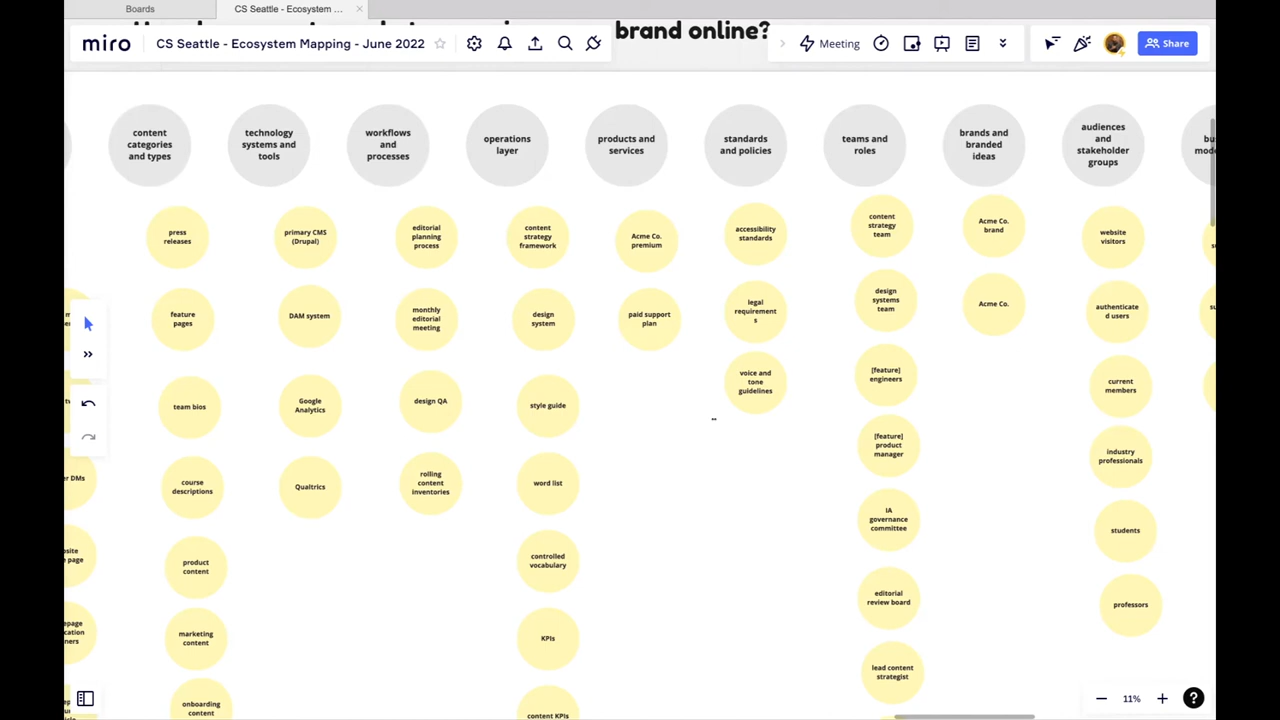 Boards
CS Seattle - Ecosystem ...
brand online?
miro
CS Seattle - Ecosystem Mapping - June 2022
Meeting
Share
content
categories
and types
technology
systems and
tools
workflows
and
processes
operations
layer
products and
services
standards
and policies
teams and
roles
brands and
branded
ideas
audiences
and
stakeholder
groups
press
releases
feature
pages
team bios
course
descriptions
product
content
marketing
content
onboarding
content
primary CMS
(Drupal)
DAM system
Google
Analytics
Qualtrics
editorial
planning
process
monthly
editorial
meeting
design QA
rolling
content
inventories
content
strategy
framework
design
system
style guide
word list
controlled
vocabulary
KPIs
content KPIs
Acme Co.
premium
paid support
plan
accessibility
standards
legal
requirement
s
voice and
tone
guidelines
content
strategy
team
design
systems
team
[feature]
engineers
[feature]
product
manager
IA
governance
committee
editorial
review board
lead content
strategist
Acme Co.
brand
Acme Co.
website
visitors
authenticate
d users
current
members
industry
professionals
students
professors
er DMs
11%